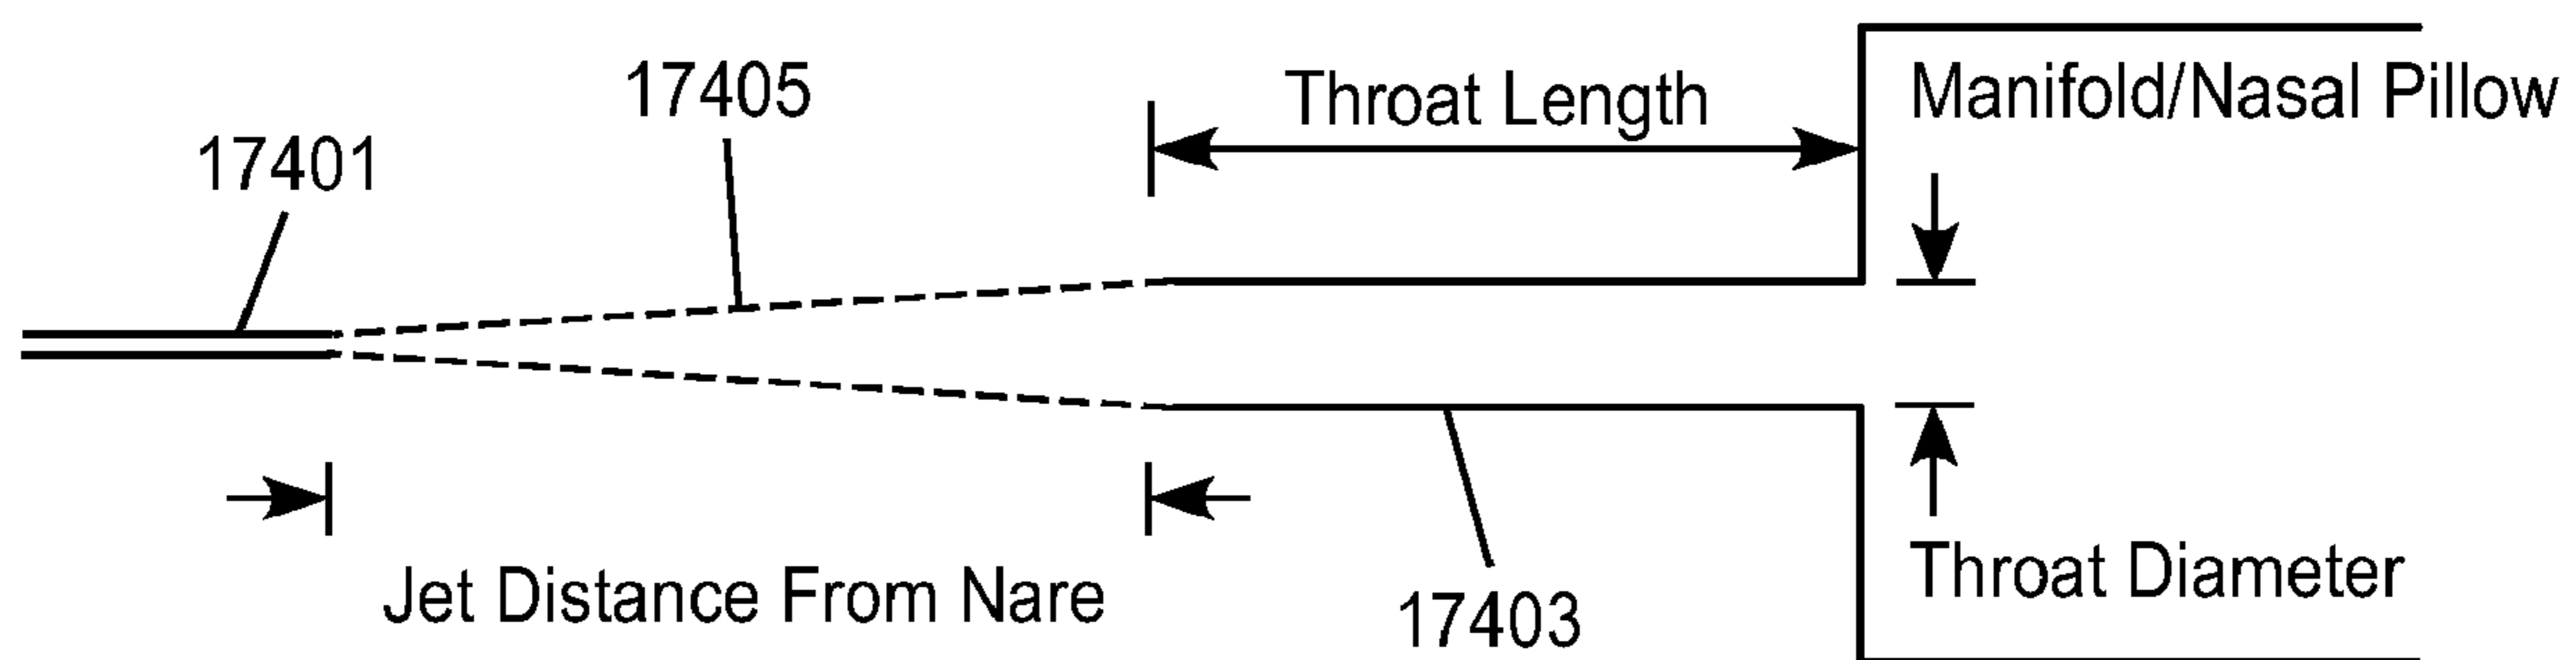 17401
17405
Throat Length
Manifold/Nasal Pillow
Jet Distance From Nare
17403
Throat Diameter